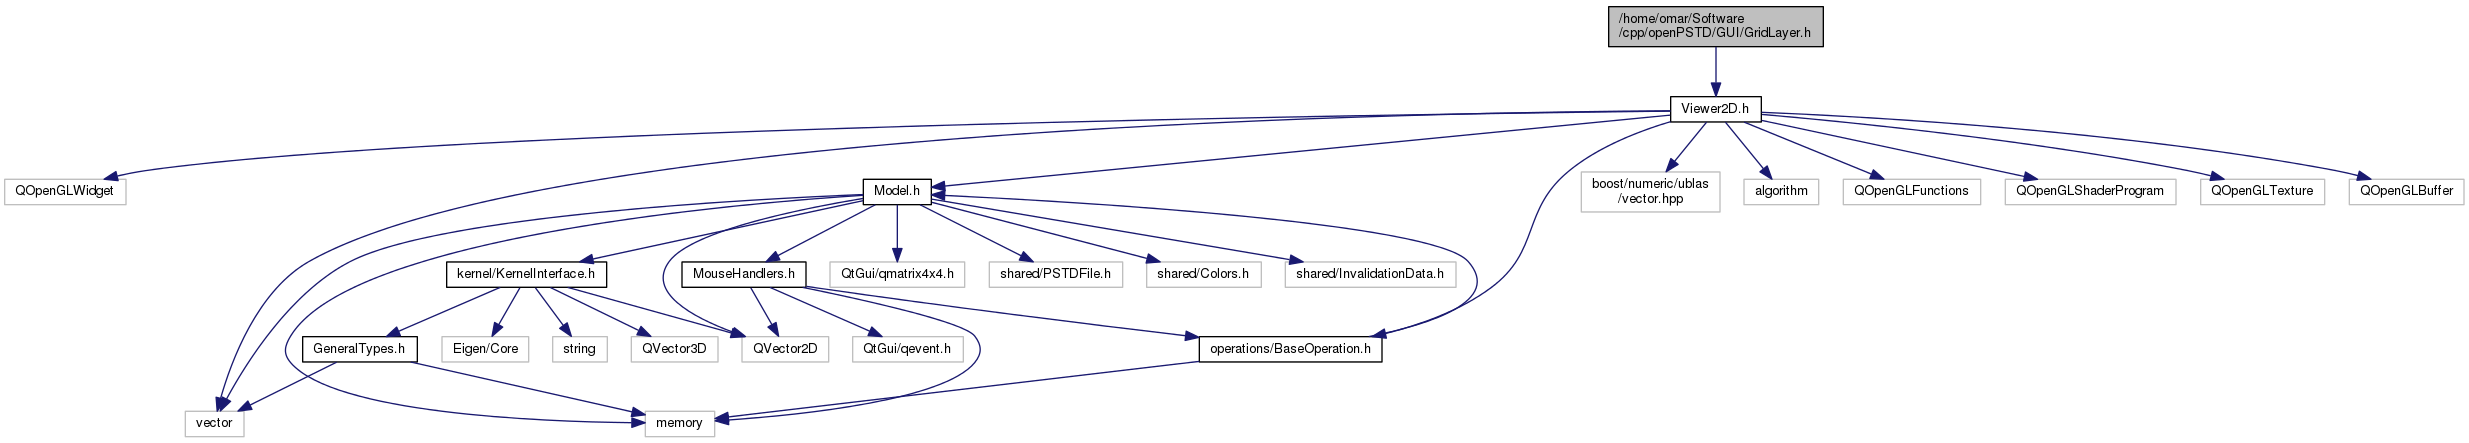 /home/omar/Software
/cpp/openPSTD/GUI/GridLayer.h
Viewer2D.h
QOpenGLWidget
Model.h
boost/numeric/ublas
/vector.hpp
algorithm
QOpenGLFunctions
QOpenGLShaderProgram
QOpenGLTexture
QOpenGLBuffer
kernel/KernelInterface.h
MouseHandlers.h
QtGui/qmatrix4x4.h
shared/PSTDFile.h
shared/Colors.h
shared/InvalidationData.h
GeneralTypes.h
Eigen/Core
string
QVector3D
QVector2D
QtGui/qevent.h
operations/BaseOperation.h
vector
memory